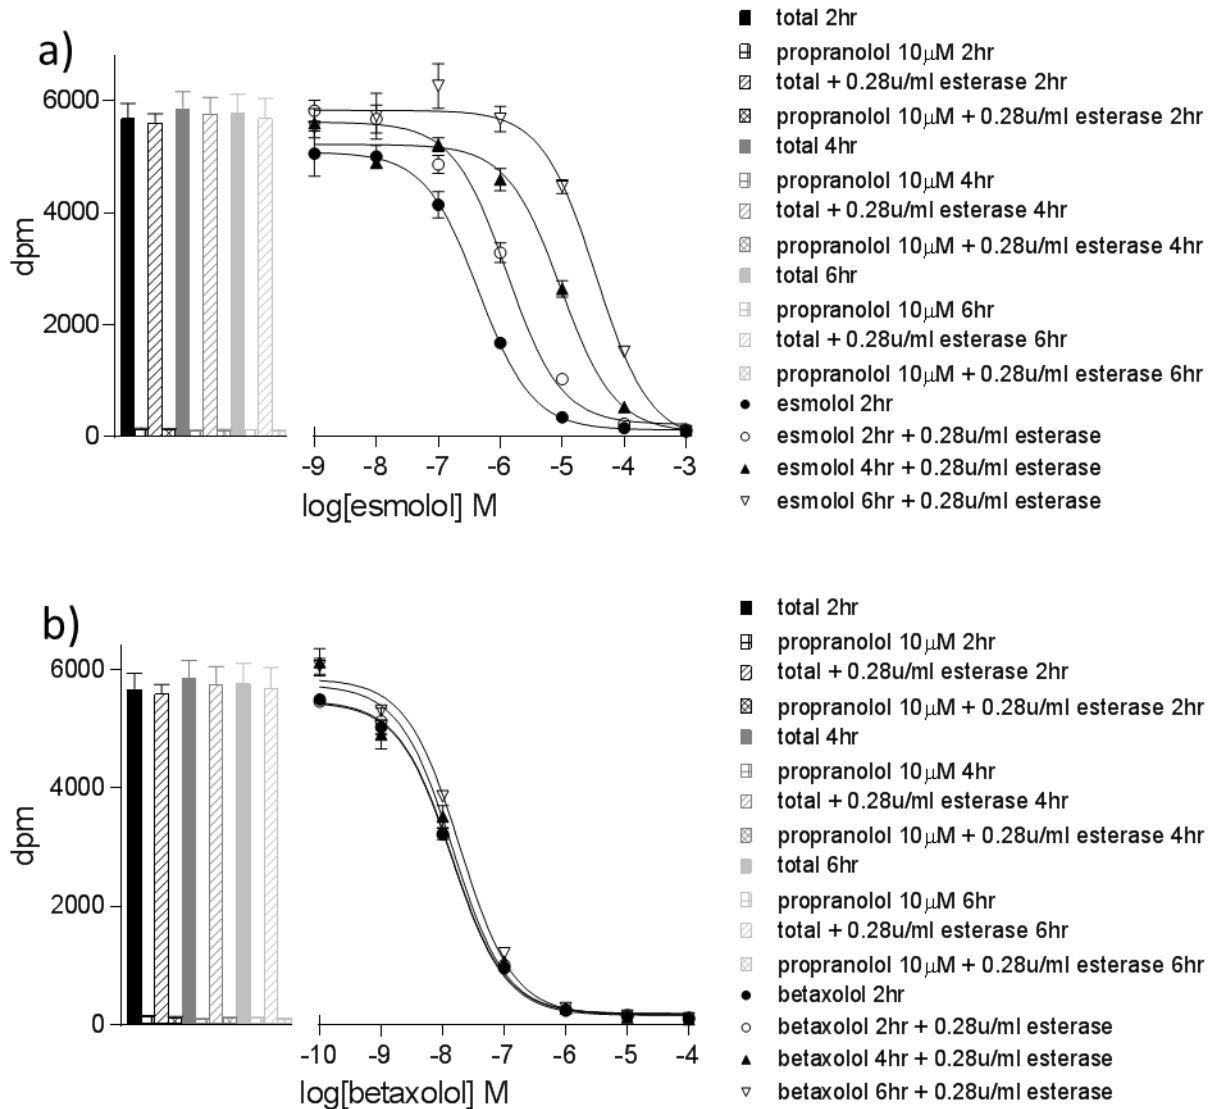 a)
6000
4000
2000
0
dpm
-9 -8 -7 -6 -5 -4 -3
log[esmolol] M
total 2hr
propranolol 10μM 2hr
total + 0.28u/ml esterase 2hr
propranolol 10μM + 0.28u/ml esterase 2hr
total 4hr
propranolol 10μM 4hr
total + 0.28u/ml esterase 4hr
propranolol 10μM + 0.28u/ml esterase 4hr
total 6hr
propranolol 10μM 6hr
total + 0.28u/ml esterase 6hr
propranolol 10μM + 0.28u/ml esterase 6hr
esmolol 2hr
esmolol 2hr + 0.28u/ml esterase
esmolol 4hr + 0.28u/ml esterase
esmolol 6hr + 0.28u/ml esterase
b)
6000
4000
2000
0
dpm
-10 -9 -8 -7 -6 -5 -4
log[betaxolol] M
total 2hr
propranolol 10μM 2hr
total + 0.28u/ml esterase 2hr
propranolol 10μM + 0.28u/ml esterase 2hr
total 4hr
propranolol 10μM 4hr
total + 0.28u/ml esterase 4hr
propranolol 10μM + 0.28u/ml esterase 4hr
total 6hr
propranolol 10μM 6hr
total + 0.28u/ml esterase 6hr
propranolol 10μM + 0.28u/ml esterase 6hr
betaxolol 2hr
betaxolol 2hr + 0.28u/ml esterase
betaxolol 4hr + 0.28u/ml esterase
betaxolol 6hr + 0.28u/ml esterase